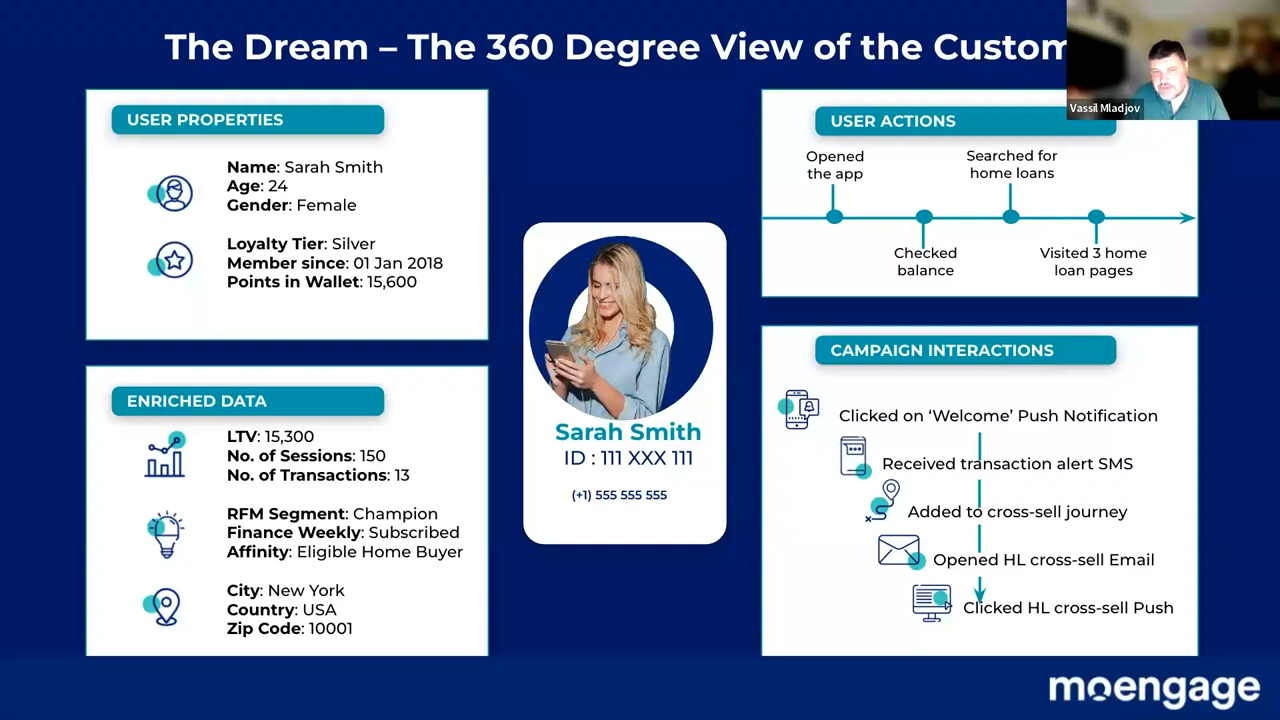 The Dream – The 360 Degree View of the Custom
Vassil Mladjov
USER PROPERTIES
Name: Sarah Smith
Age: 24
Gender: Female
Loyalty Tier: Silver
Member since: 01 Jan 2018
Points in Wallet: 15,600
ENRICHED DATA
LTV: 15,300
No. of Sessions: 150
No. of Transactions: 13
RFM Segment: Champion
Finance Weekly: Subscribed
Affinity: Eligible Home Buyer
City: New York
Country: USA
Zip Code: 10001
Sarah Smith
ID : 111 XXX 111
(+1) 555 555 555
USER ACTIONS
Opened
the app
Checked
balance
Searched for
home loans
Visited 3 home
loan pages
CAMPAIGN INTERACTIONS
Clicked on ‘Welcome’ Push Notification
Received transaction alert SMS
Added to cross-sell journey
Opened HL cross-sell Email
Clicked HL cross-sell Push
moengage